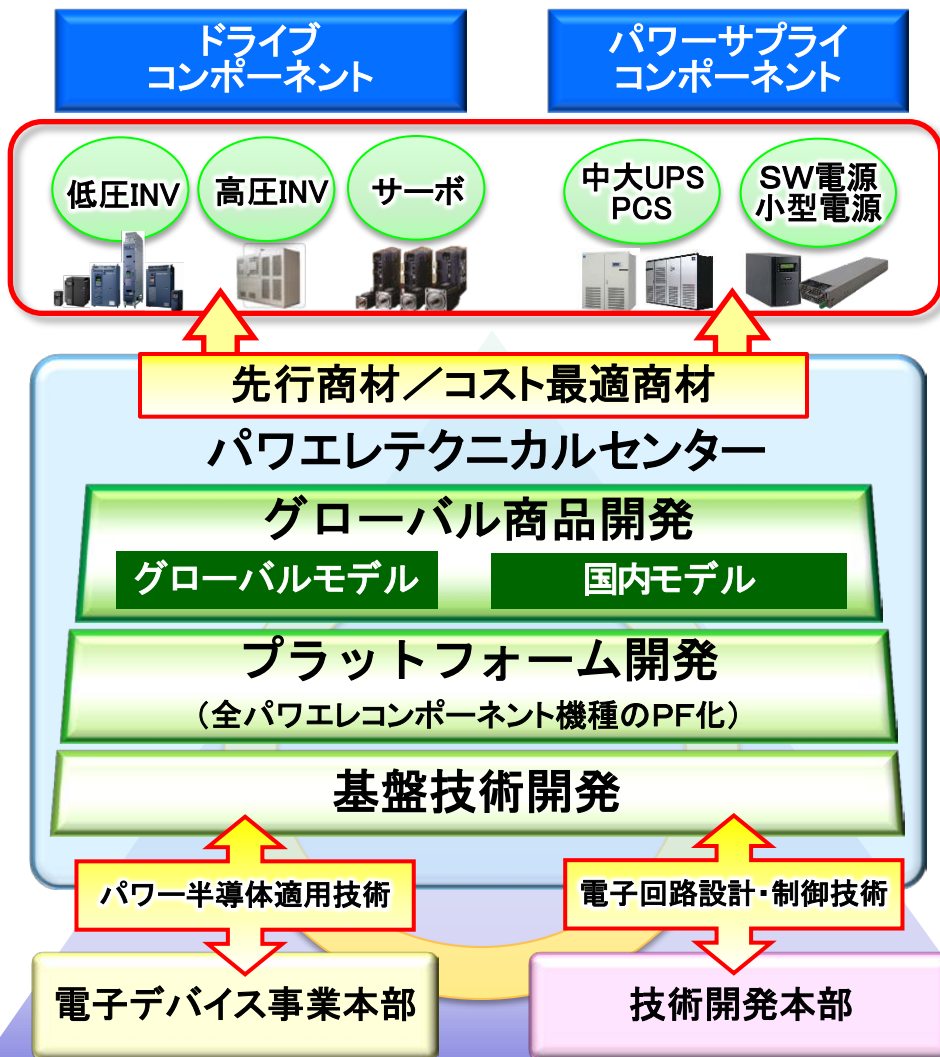 ドライブ
コンポーネント
パワーサプライ
コンポーネント
低圧INV
高圧INV
サーボ
中大UPS
PCS
SW電源
小型電源
先行商材／コスト最適商材
パワエレテクニカルセンター
グローバル商品開発
グローバルモデル
国内モデル
プラットフォーム開発
（全パワエレコンポーネント機種のPF化）
基盤技術開発
パワー半導体適用技術
電子回路設計・制御技術
電子デバイス事業本部
技術開発本部